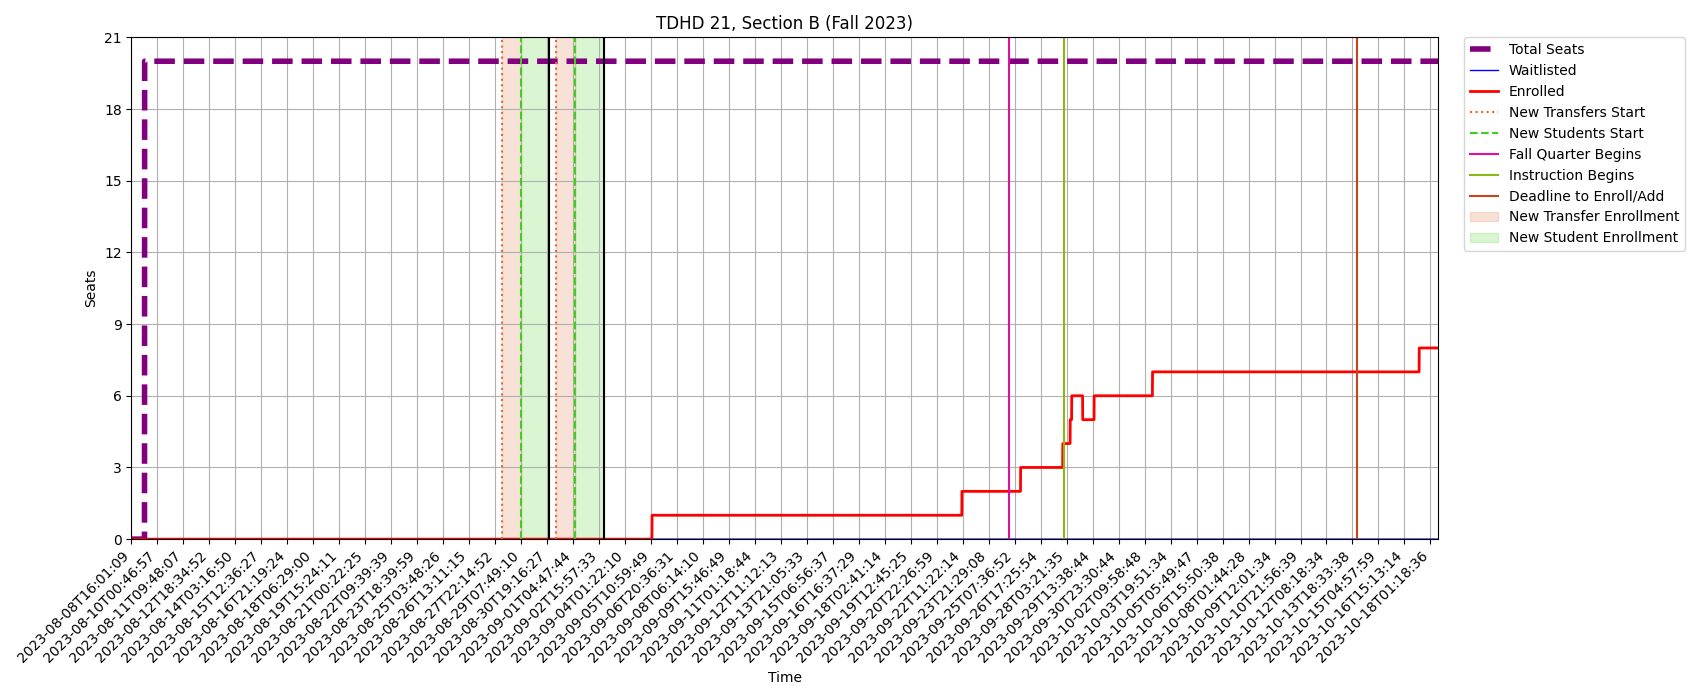 TDHD 21, Section B (Fall 2023)
21
18
15
12
9
6
3
0
Seats
2023-08-08T16:01:09
2023-08-10T00:46:57
2023-08-11T09:48:07
2023-08-12T18:34:52
2023-08-14T03:16:50
2023-08-15T12:36:27
2023-08-16T21:19:24
2023-08-18T06:29:00
2023-08-19T15:24:11
2023-08-21T00:22:25
2023-08-22T09:39:39
2023-08-23T18:39:59
2023-08-25T03:48:26
2023-08-26T13:11:15
2023-08-27T22:14:52
2023-08-29T07:49:10
2023-08-30T19:16:27
2023-09-01T04:47:44
2023-09-02T15:57:33
2023-09-04T01:22:10
2023-09-05T10:59:49
2023-09-06T20:36:31
2023-09-08T06:14:10
2023-09-09T15:46:49
2023-09-11T01:18:44
2023-09-12T11:12:13
2023-09-13T21:05:33
2023-09-15T06:56:37
2023-09-16T16:37:29
2023-09-18T02:41:14
2023-09-19T12:45:25
2023-09-20T22:26:59
2023-09-22T11:22:14
2023-09-23T21:29:08
2023-09-25T07:36:52
2023-09-26T17:25:54
2023-09-28T03:21:35
2023-09-29T13:38:44
2023-09-30T23:30:44
2023-10-02T09:58:48
2023-10-03T19:51:34
2023-10-05T05:49:47
2023-10-06T15:50:38
2023-10-08T01:44:28
2023-10-09T12:01:34
2023-10-10T21:56:39
2023-10-12T08:18:34
2023-10-13T18:33:38
2023-10-15T04:57:59
2023-10-16T15:13:14
2023-10-18T01:18:36
Time
Total Seats
Waitlisted
Enrolled
New Transfers Start
New Students Start
Fall Quarter Begins
Instruction Begins
Deadline to Enroll/Add
New Transfer Enrollment
New Student Enrollment